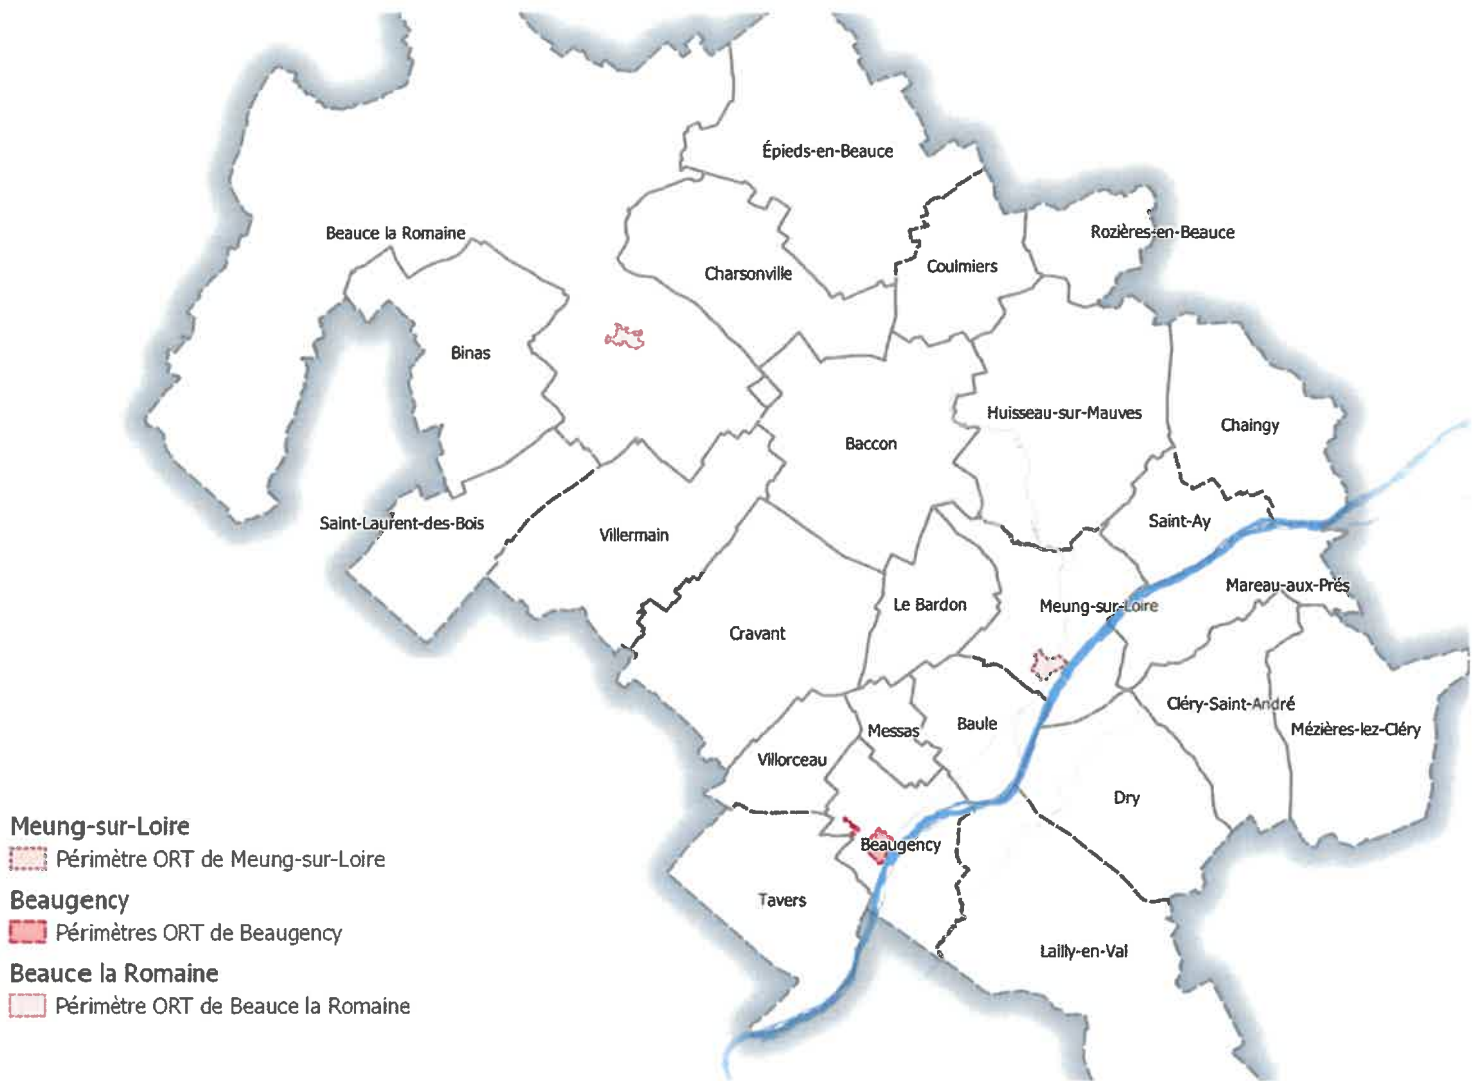 Épieds-en-Beauce
Beauce la Romaine
Rozières-en-Beauce
Charsonville
Coulmiers
Binas
Huisseau-sur-Mauves
Chaingy
Baccon
Saint-Laurent-des-Bois
Villermain
Saint-Ay
Mareau-aux-Prés
Le Bardon
Meung-sur-Loire
Cravant
Cléry-Saint-André
Messas
Baule
Mézières-lez-Cléry
Villorceau
Dry
Beaugency
Tavers
Lailly-en-Val
Meung-sur-Loire
Périmètre ORT de Meung-sur-Loire
Beaugency
Périmètres ORT de Beaugency
Beauce la Romaine
Périmètre ORT de Beauce la Romaine